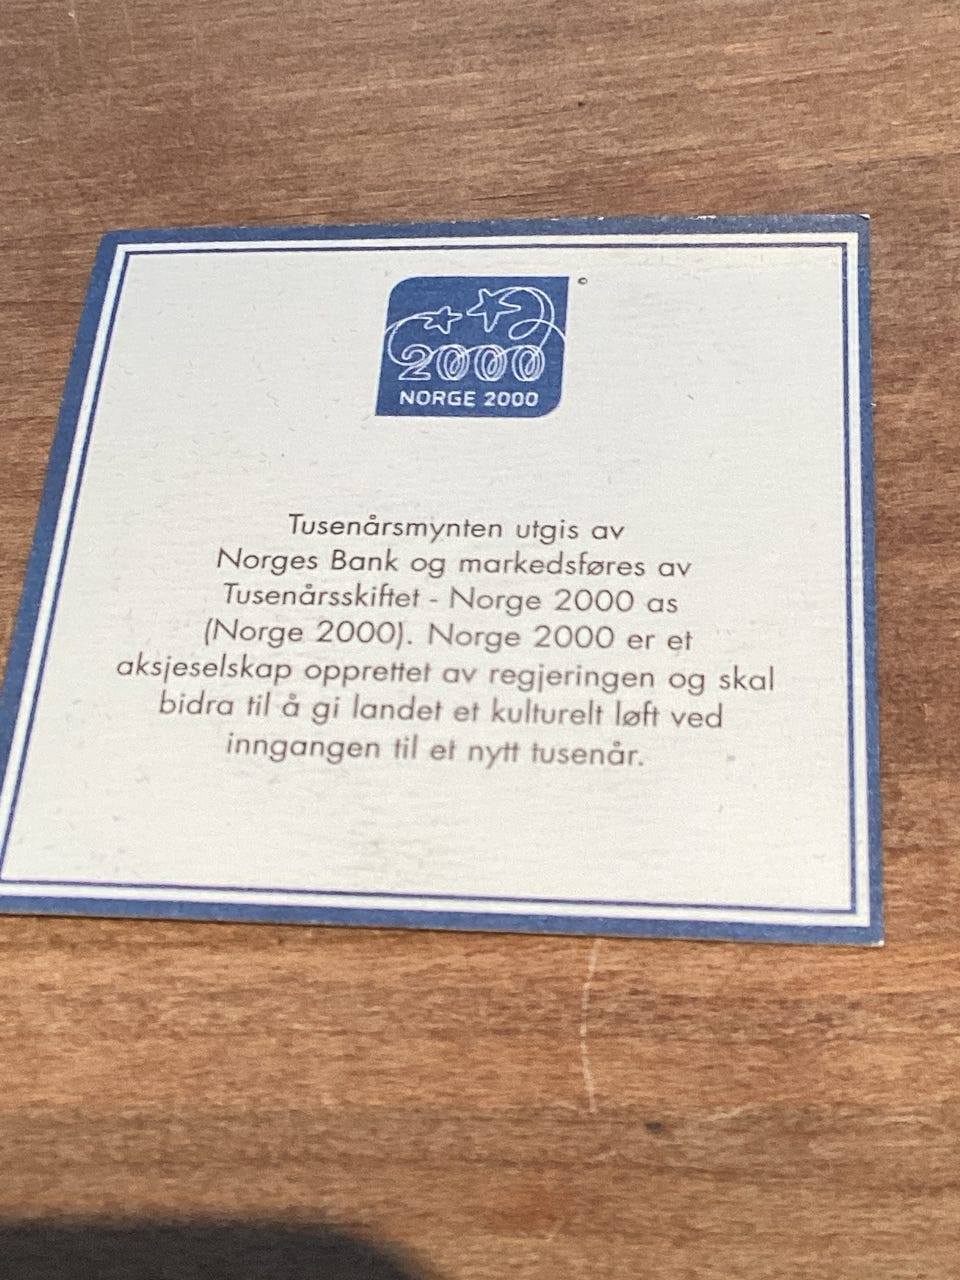 ©
2000
NORGE 2000
Tusenårsmynten utgis av
Norges Bank og markedsføres av
Tusenårsskiftet - Norge 2000 as
(Norge 2000). Norge 2000 er et
aksjeselskap opprettet av regjeringen og skal
bidra til å gi landet et kulturelt løft ved
inngangen til et nytt tusenår.